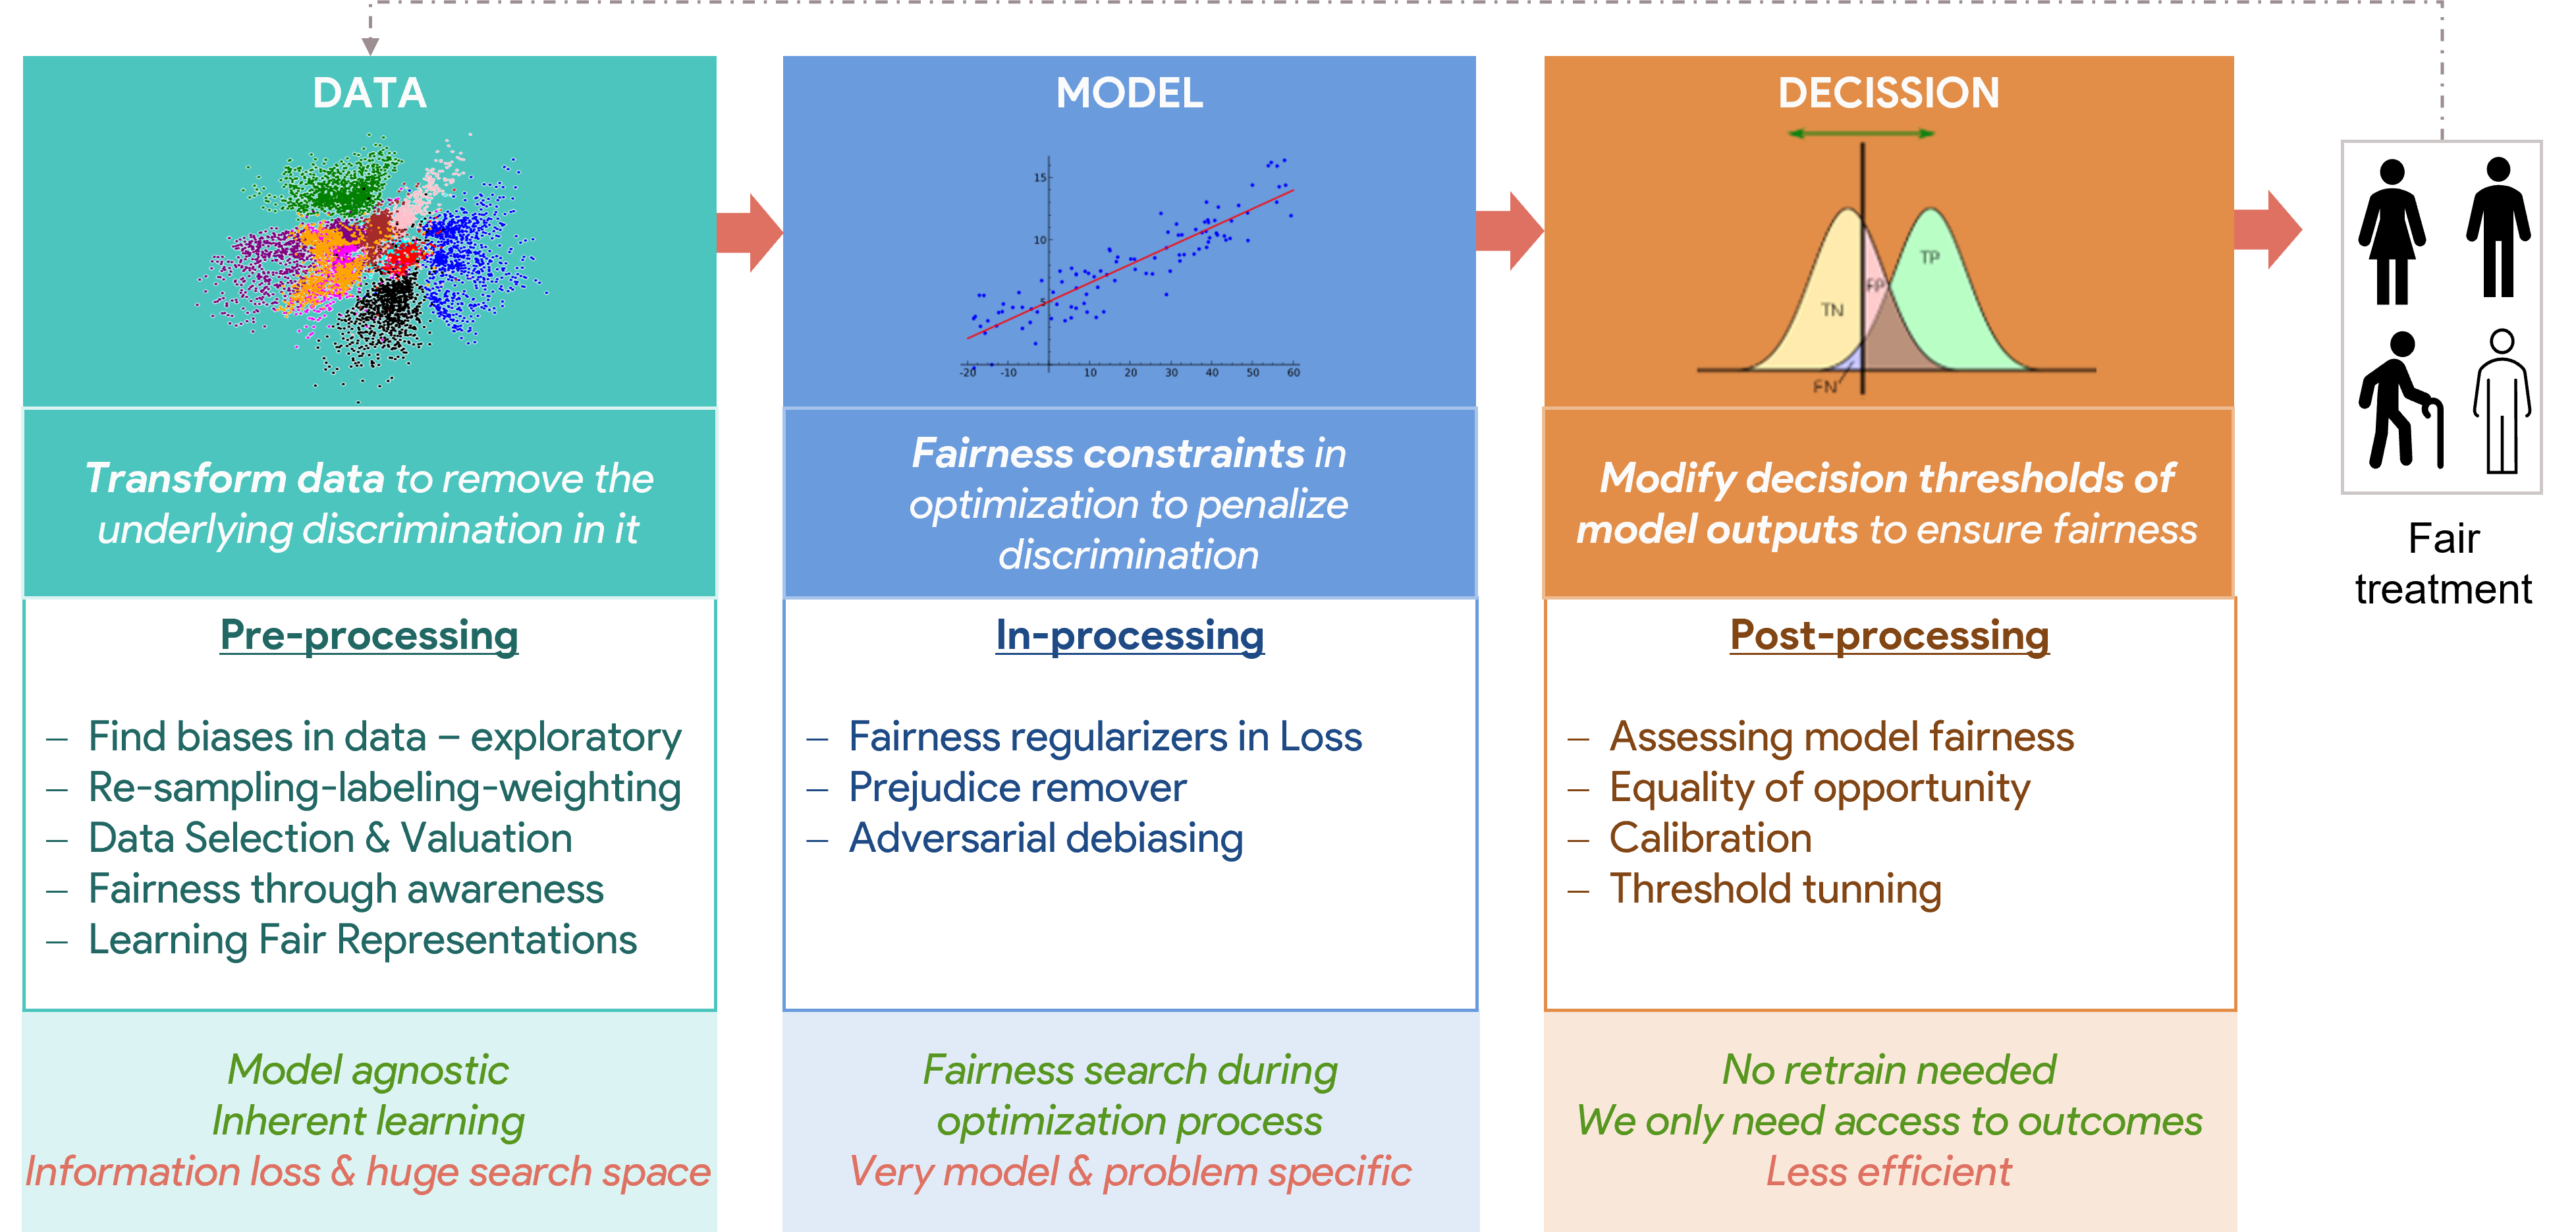 DATA
Transform data to remove the
underlying discrimination in it
Pre-processing
– Find biases in data – exploratory
– Re-sampling-labeling-weighting
– Data Selection & Valuation
– Fairness through awareness
– Learning Fair Representations
Model agnostic
Inherent learning
Information loss & huge search space
MODEL
15
10
5
-20 -10 10 20 30 40 50 60
Fairness constraints in
optimization to penalize
discrimination
In-processing
– Fairness regularizers in Loss
– Prejudice remover
– Adversarial debiasing
Fairness search during
optimization process
Very model & problem specific
DECISSION
TP
FP
TN
FN
Modify decision thresholds of
model outputs to ensure fairness
Post-processing
– Assessing model fairness
– Equality of opportunity
– Calibration
– Threshold tunning
No retrain needed
We only need access to outcomes
Less efficient
Fair
treatment